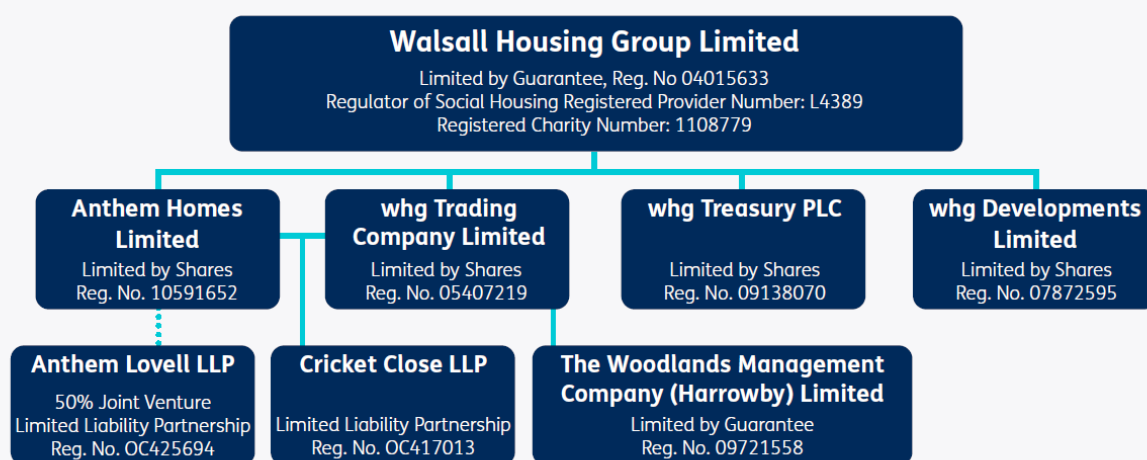 Walsall Housing Group Limited
Limited by Guarantee, Reg. No 04015633
Regulator of Social Housing Registered Provider Number: L4389
Registered Charity Number: 1108779
Anthem Homes
Limited
Limited by Shares
Reg. No. 10591652
whg Trading
Company Limited
Limited by Shares
Reg. No. 05407219
whg Treasury PLC
Limited by Shares
Reg. No. 09138070
whg Developments
Limited
Limited by Shares
Reg. No. 07872595
Anthem Lovell LLP
50% Joint Venture
Limited Liability Partnership
Reg. No. OC425694
Cricket Close LLP
Limited Liability Partnership
Reg. No. OC417013
The Woodlands Management
Company (Harrowby) Limited
Limited by Guarantee
Reg. No. 09721558